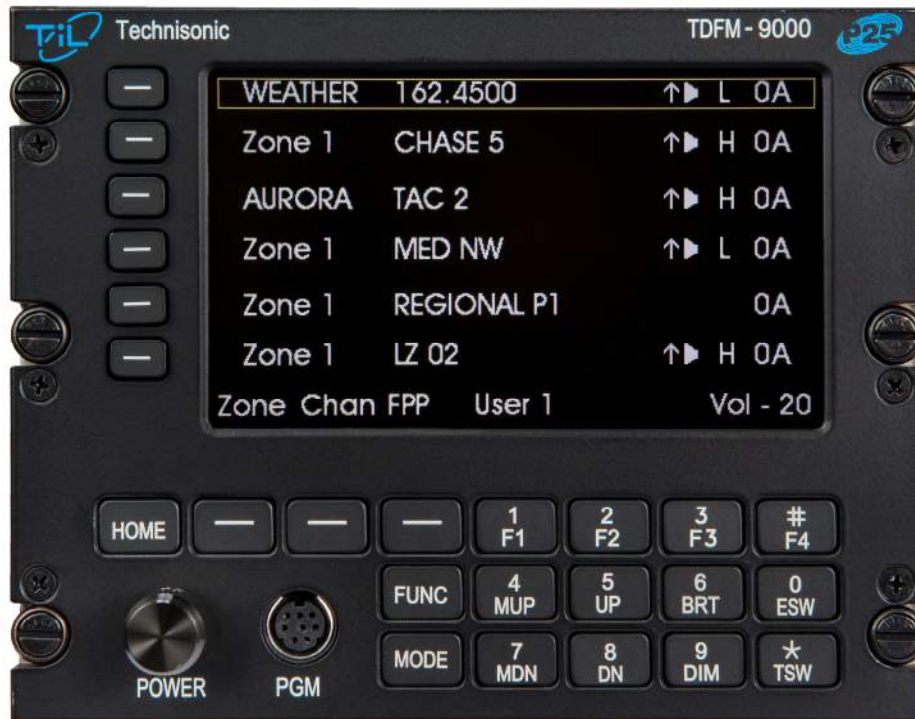 TiL Technisonic TDFM - 9000 P25
WEATHER 162.4500 L 0A
Zone 1 CHASE 5 H 0A
AURORA TAC 2 H 0A
Zone 1 MED NW L 0A
Zone 1 REGIONAL P1 0A
Zone 1 LZ 02 H 0A
Zone Chan FPP User 1 Vol - 20
HOME 1 F1 2 F2 3 F3 # F4
FUNC 4 MUP 5 UP 6 BRT 0 ESW
MODE 7 MDN 8 DN 9 DIM * TSW
POWER PGM